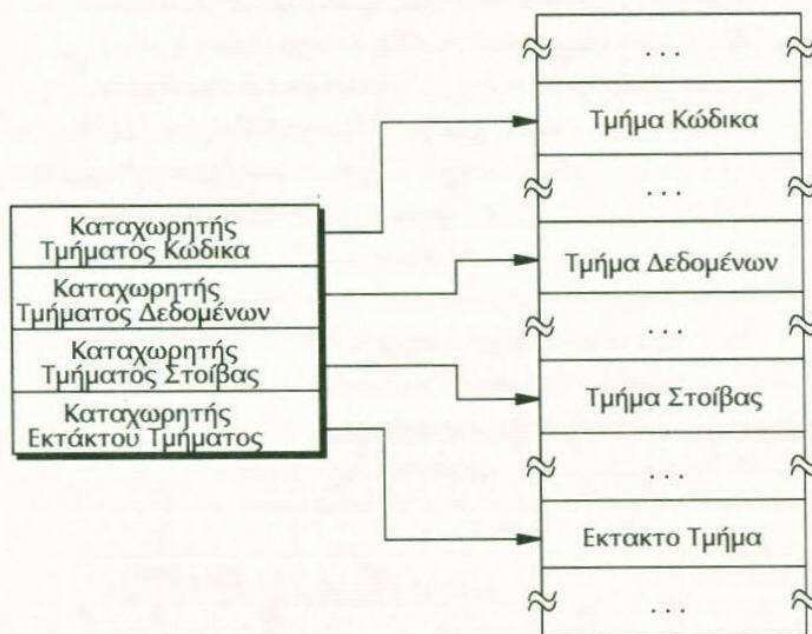 Καταχωρητής
Τμήματος Κώδικα
Καταχωρητής
Τμήματος Δεδομένων
Καταχωρητής
Τμήματος Στοίβας
Καταχωρητής
Εκτάκτου Τμήματος
. . .
Τμήμα Κώδικα
. . .
Τμήμα Δεδομένων
. . .
Τμήμα Στοίβας
. . .
Εκτακτο Τμήμα
. . .